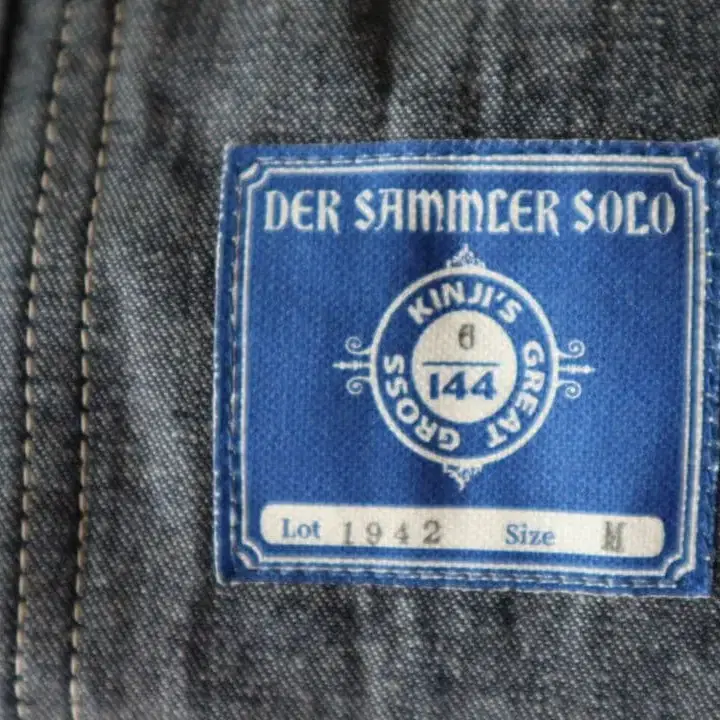 DER SAMMLER SOLO
KINJI'S GREAT GROSS
6
144
Lot 1942 Size M